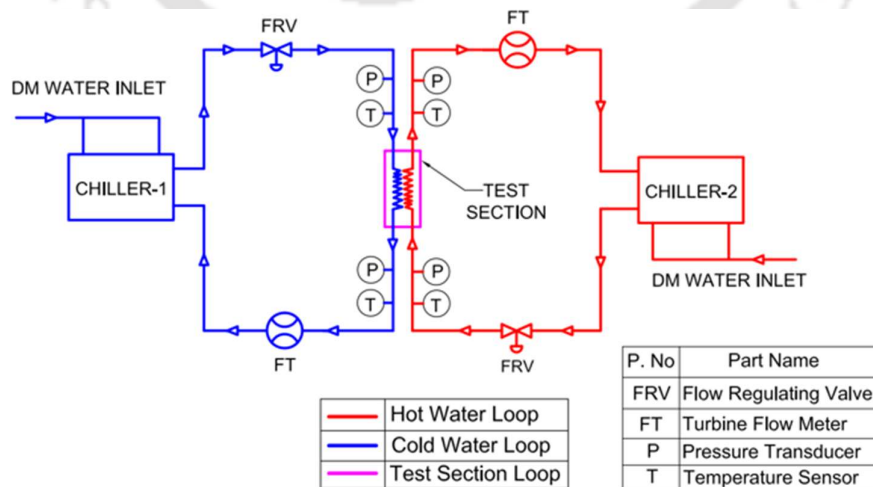 FRV
FT
DM WATER INLET
P
P
T
T
CHILLER-1
TEST
SECTION
CHILLER-2
P
P
T
T
DM WATER INLET
FT
FRV
P. No Part Name
FRV Flow Regulating Valve
FT Turbine Flow Meter
P Pressure Transducer
T Temperature Sensor
Hot Water Loop
Cold Water Loop
Test Section Loop